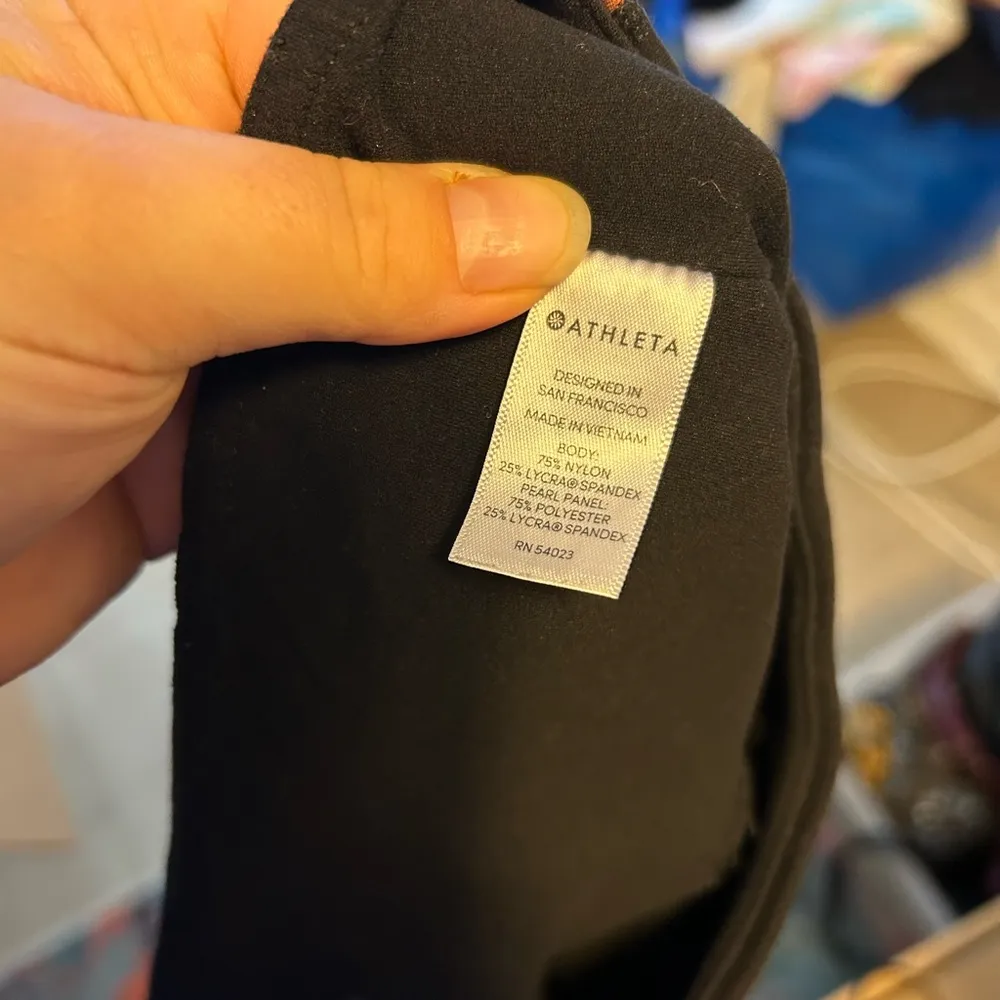 ATHLETA
DESIGNED IN
SAN FRANCISCO
MADE IN VIETNAM
BODY:
75% NYLON
25% LYCRA® SPANDEX
PEARL PANEL:
75% POLYESTER
25% LYCRA® SPANDEX
RN 54023